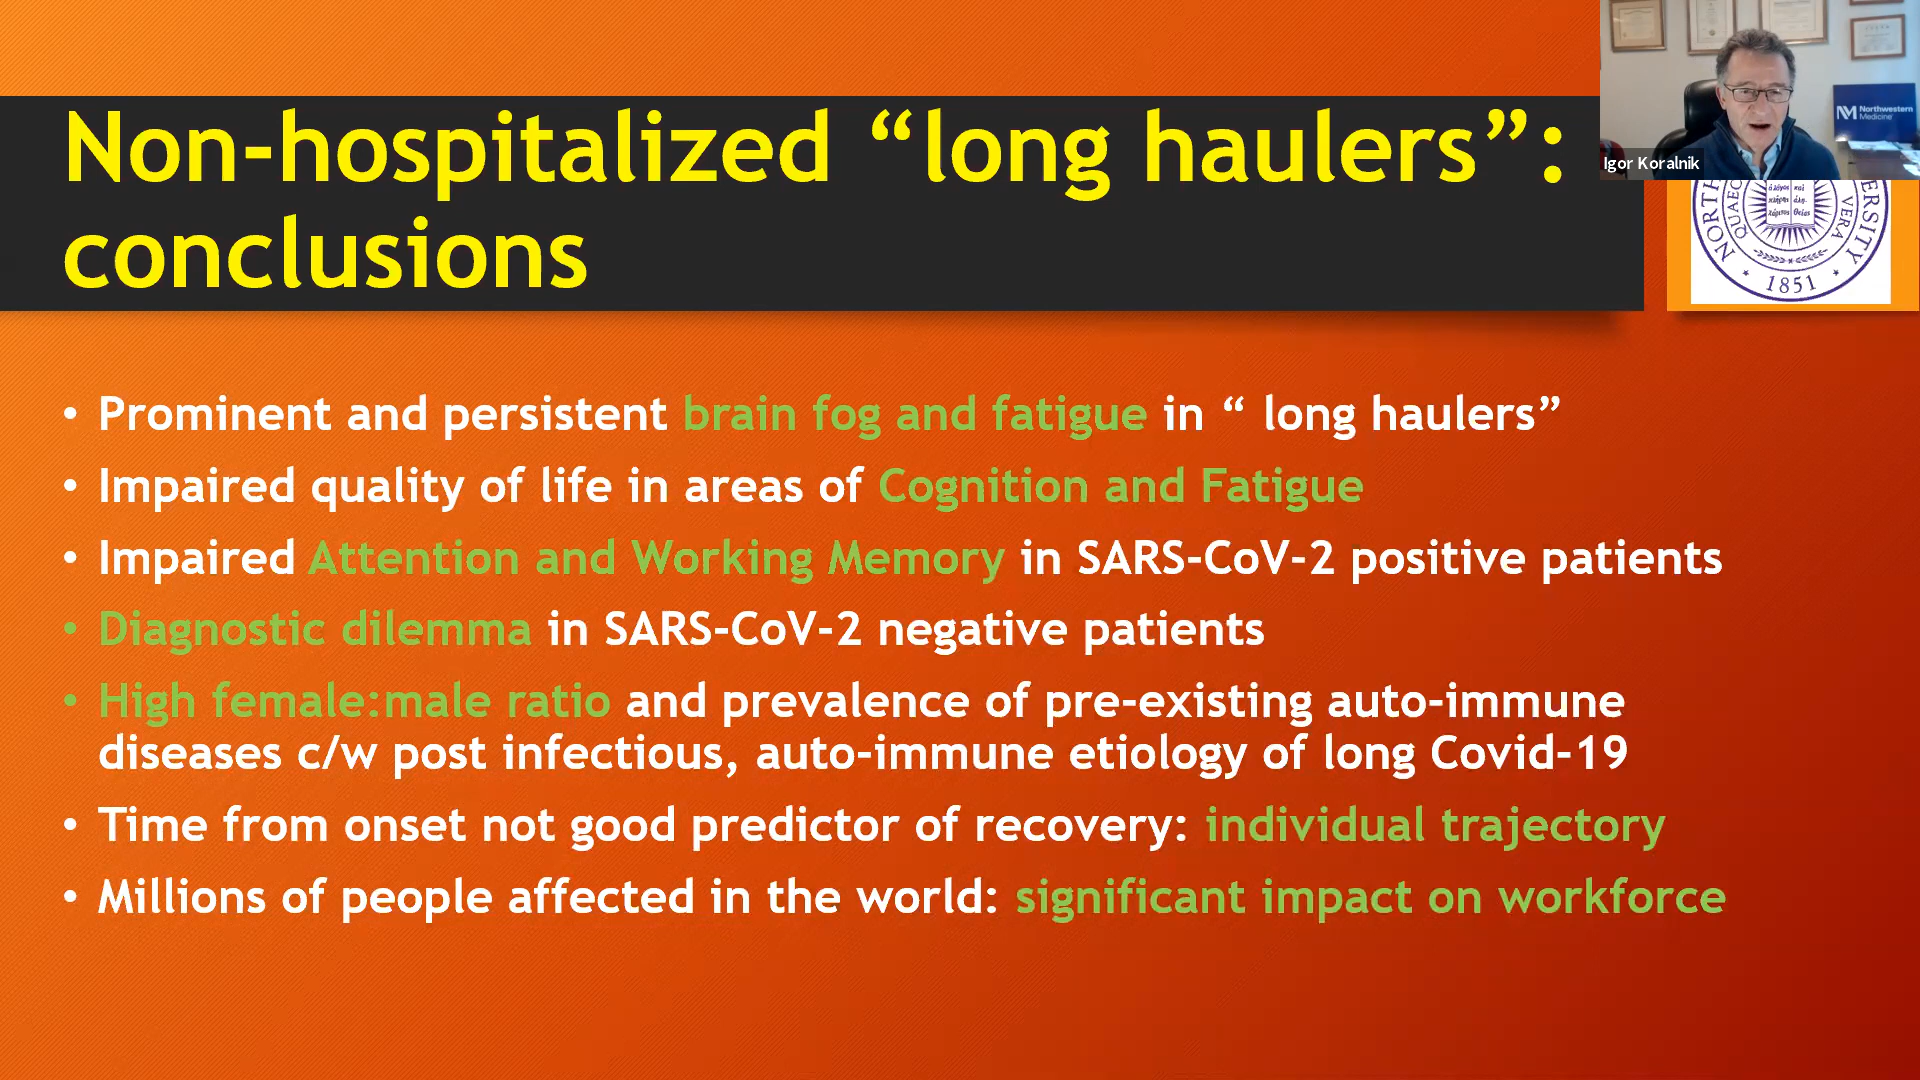 Non-hospitalized “long haulers”:
conclusions
Northwestern
Medicine
Igor Koralnik
QUAEC
VERA
1851
• Prominent and persistent brain fog and fatigue in “ long haulers”
• Impaired quality of life in areas of Cognition and Fatigue
• Impaired Attention and Working Memory in SARS-CoV-2 positive patients
• Diagnostic dilemma in SARS-CoV-2 negative patients
• High female:male ratio and prevalence of pre-existing auto-immune
diseases c/w post infectious, auto-immune etiology of long Covid-19
• Time from onset not good predictor of recovery: individual trajectory
• Millions of people affected in the world: significant impact on workforce